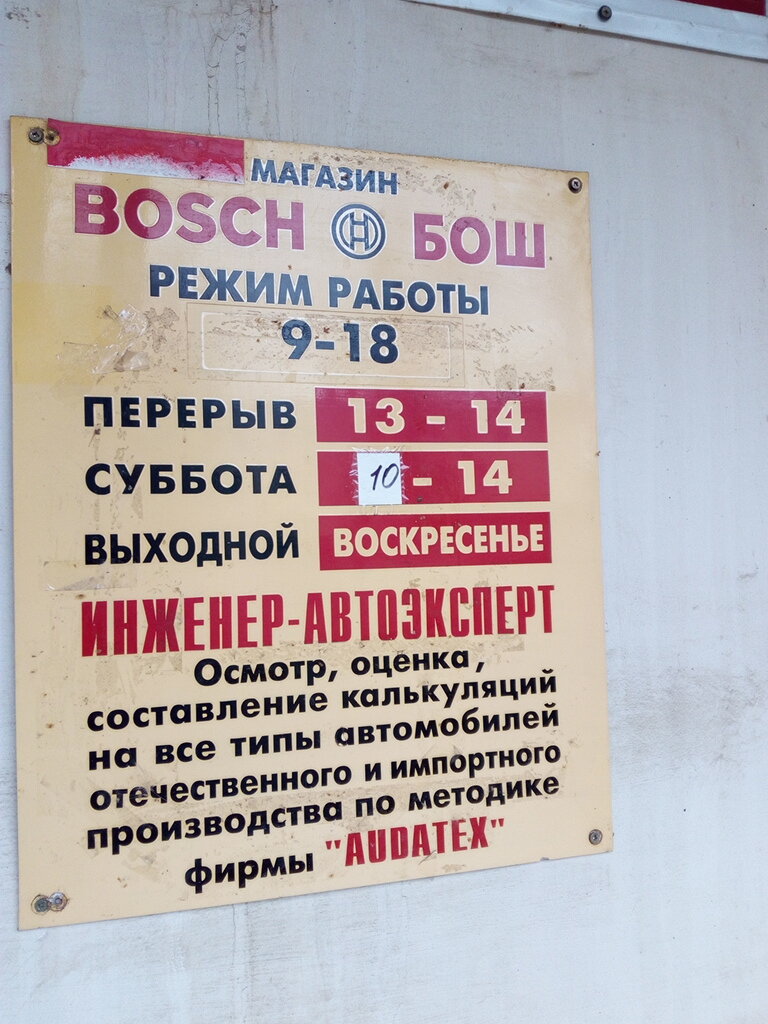 МАГАЗИН
BOSCH БОШ
РЕЖИМ РАБОТЫ
9-18
ПЕРЕРЫВ 13 - 14
СУББОТА 10 - 14
ВЫХОДНОЙ ВОСКРЕСЕНЬЕ
ИНЖЕНЕР-АВТОЭКСПЕРТ
Осмотр, оценка,
составление калькуляций
на все типы автомобилей
отечественного и импортного
производства по методике
фирмы "AUDATEX"